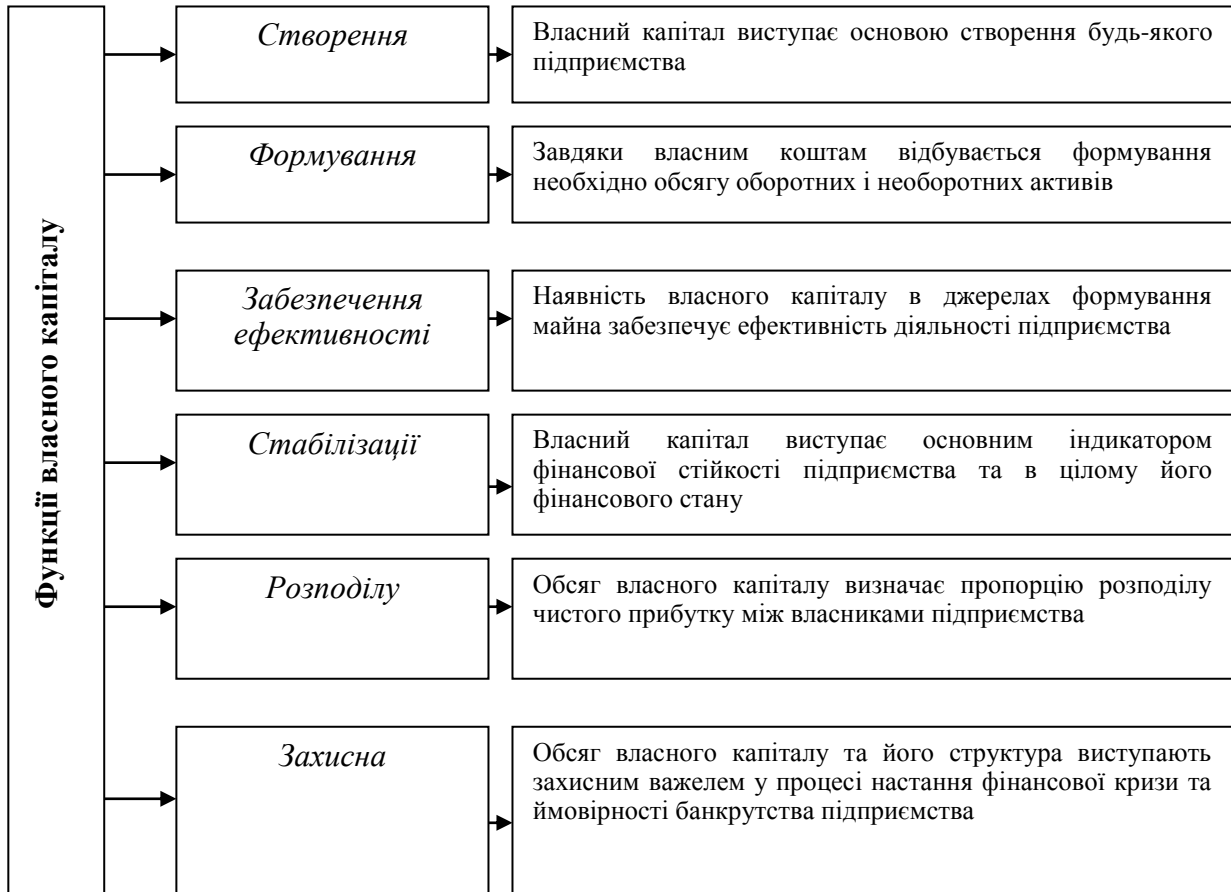 Функції власного капіталу
Створення
Власний капітал виступає основою створення будь-якого
підприємства
Формування
Завдяки власним коштам відбувається формування
необхідно обсягу оборотних і необоротних активів
Забезпечення
ефективності
Наявність власного капіталу в джерелах формування
майна забезпечує ефективність діяльності підприємства
Стабілізації
Власний капітал виступає основним індикатором
фінансової стійкості підприємства та в цілому його
фінансового стану
Розподілу
Обсяг власного капіталу визначає пропорцію розподілу
чистого прибутку між власниками підприємства
Захисна
Обсяг власного капіталу та його структура виступають
захисним важелем у процесі настання фінансової кризи та
ймовірності банкрутства підприємства